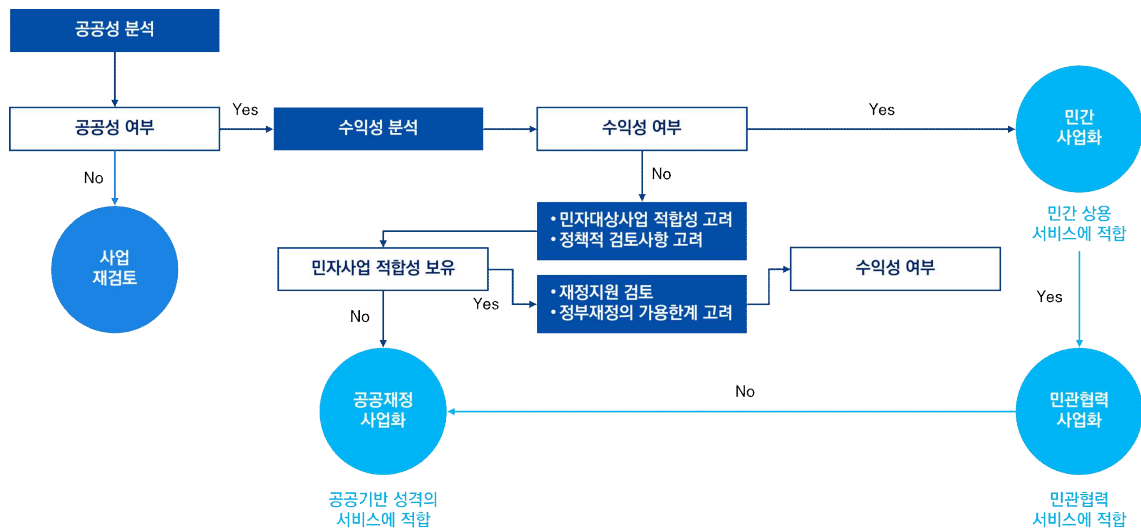 공공성 분석
공공성 여부
Yes
수익성 분석
수익성 여부
Yes
민간
사업화
No
No
사업
재검토
• 민자대상사업 적합성 고려
• 정책적 검토사항 고려
민간 상용
서비스에 적합
민자사업 적합성 보유
Yes
• 재정지원 검토
• 정부재정의 가용한계 고려
수익성 여부
Yes
No
공공재정
사업화
No
민관협력
사업화
공공기반 성격의
서비스에 적합
민관협력
서비스에 적합